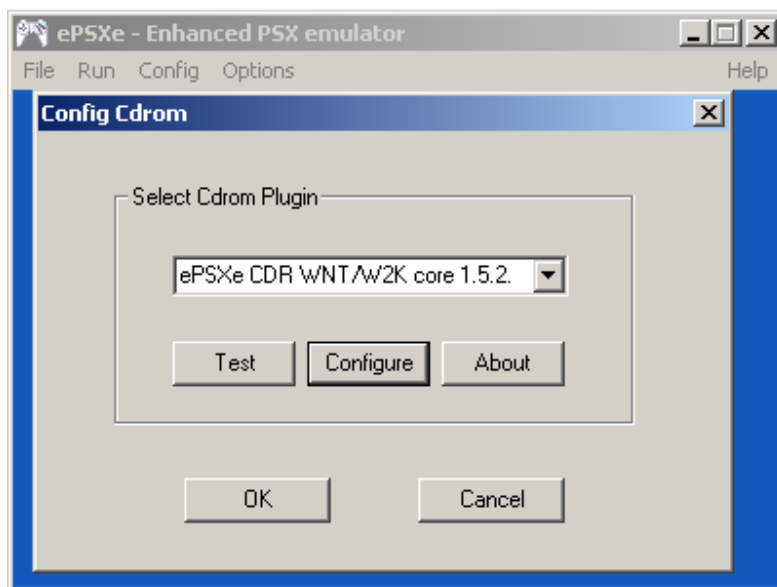 ePSXe - Enhanced PSX emulator
File Run Config Options Help
Config Cdrom
Select Cdrom Plugin
ePSXe CDR WNT/W2K core 1.5.2.
Test Configure About
OK Cancel